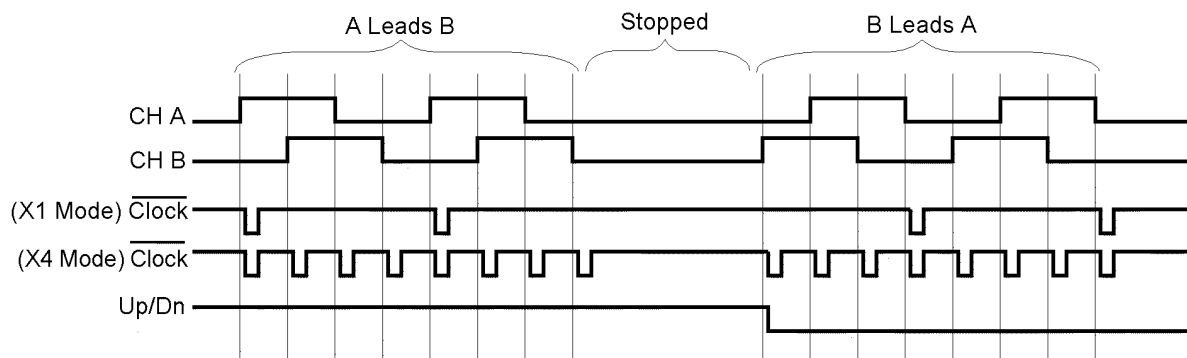 A Leads B
Stopped
B Leads A
CH A
CH B
(X1 Mode) Clock
(X4 Mode) Clock
Up/Dn